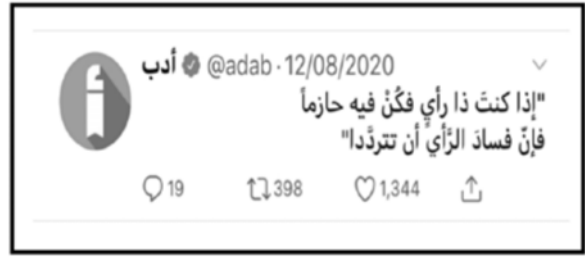 أدب @adab · 12/08/2020
"إذا كنتَ ذا رأيٍ فكُنْ فيه حازماً
فإنّ فسادَ الرَّأي أن تتردَّدا"
19 398 1,344